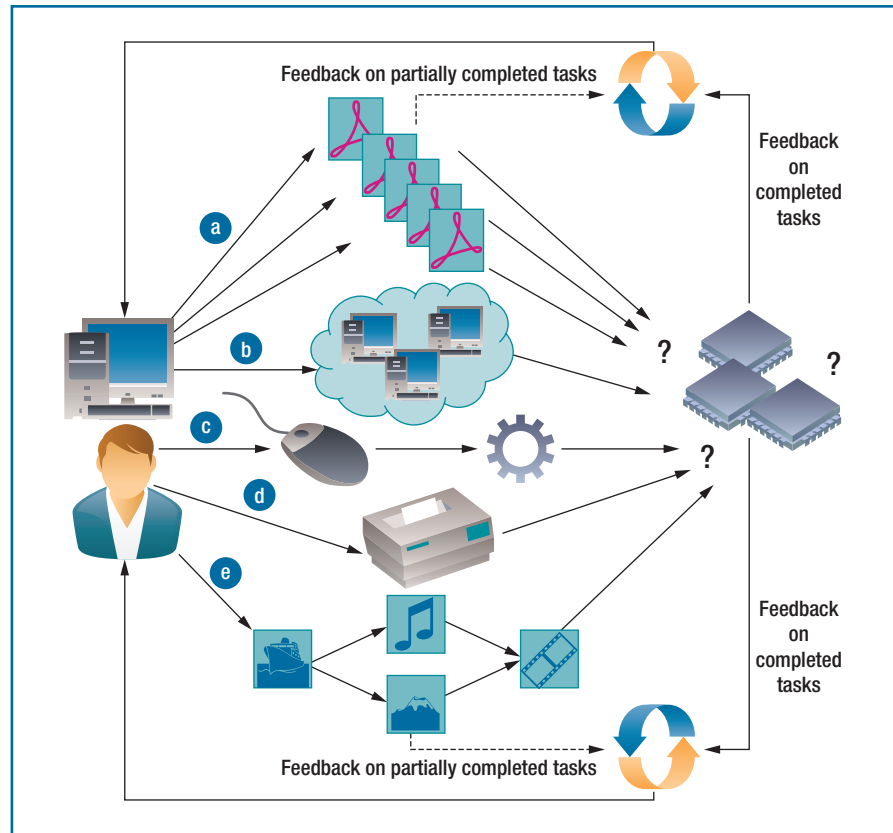 Feedback on partially completed tasks
Feedback
on
completed
tasks
a
b
?
?
c
?
d
e
Feedback
on
completed
tasks
Feedback on partially completed tasks